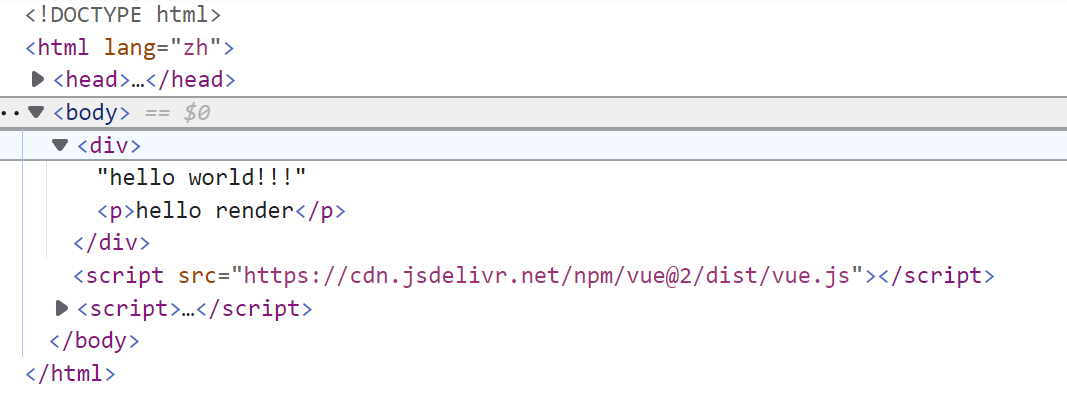 <!DOCTYPE html>
<html lang="zh">
<head>…</head>
<body> == $0
<div>
"hello world!!!"
<p>hello render</p>
</div>
<script src="https://cdn.jsdelivr.net/npm/vue@2/dist/vue.js"></script>
<script>…</script>
</body>
</html>